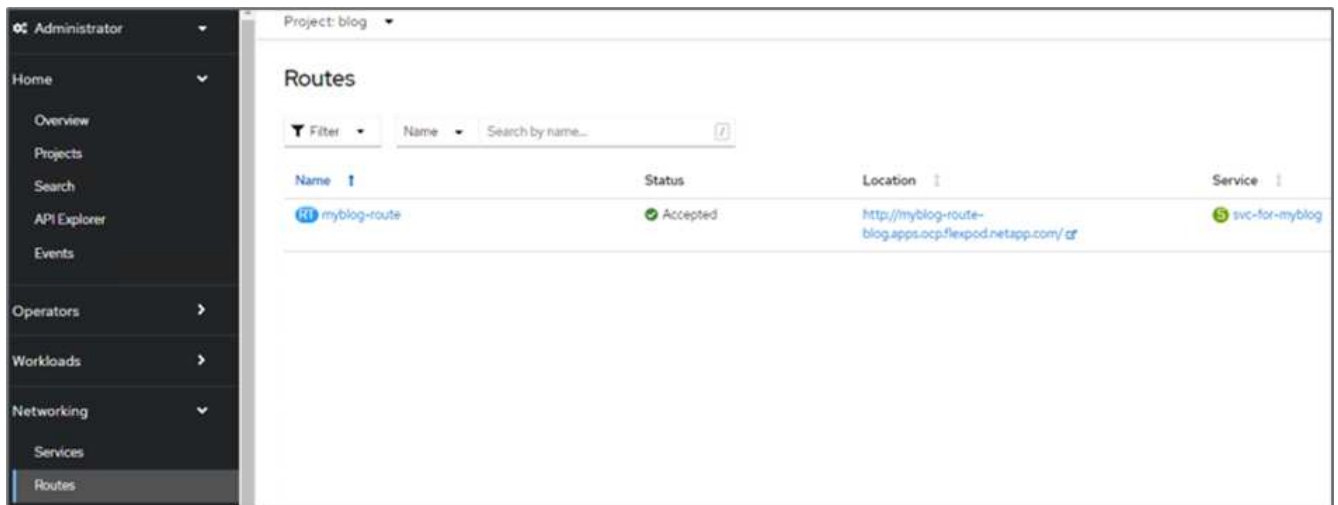 Administrator
Project: blog
Home
Overview
Projects
Search
API Explorer
Events
Operators
Workloads
Networking
Services
Routes
Routes
Filter
Name
Search by name...
/
Name
Status
Location
Service
RT myblog-route
Accepted
http://myblog-route-
blog.apps.ocp.flexpod.netapp.com/
S svc-for-myblog